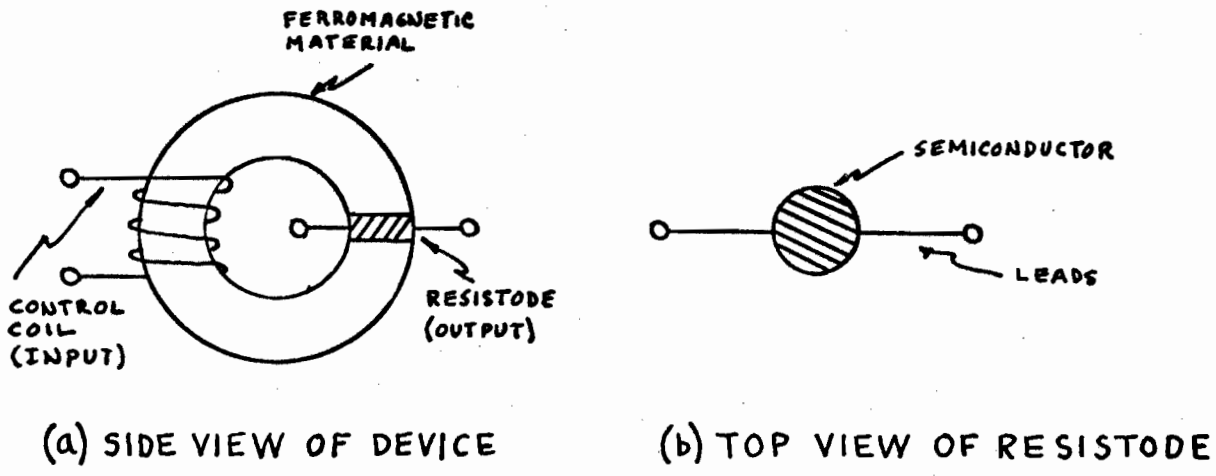 FERROMAGNETIC
MATERIAL
CONTROL
COIL
(INPUT)
RESISTODE
(OUTPUT)
(a) SIDE VIEW OF DEVICE
SEMICONDUCTOR
LEADS
(b) TOP VIEW OF RESISTODE